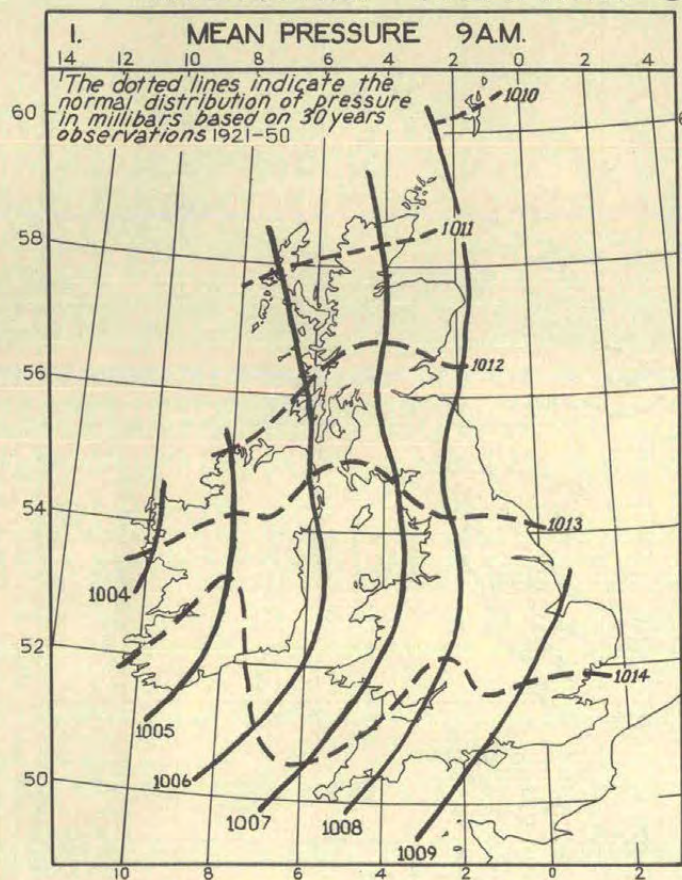 1. MEAN PRESSURE 9 A.M.
14 12 10 8 6 4 2 0 2
The dotted lines indicate the
normal distribution of pressure
in millibars based on 30 years
observations 1921-50
60
1010
58
1011
56
1012
54
1013
1004
52
1014
1005
50
1006
1007
1008
1009
10 8 6 4 2 0 2